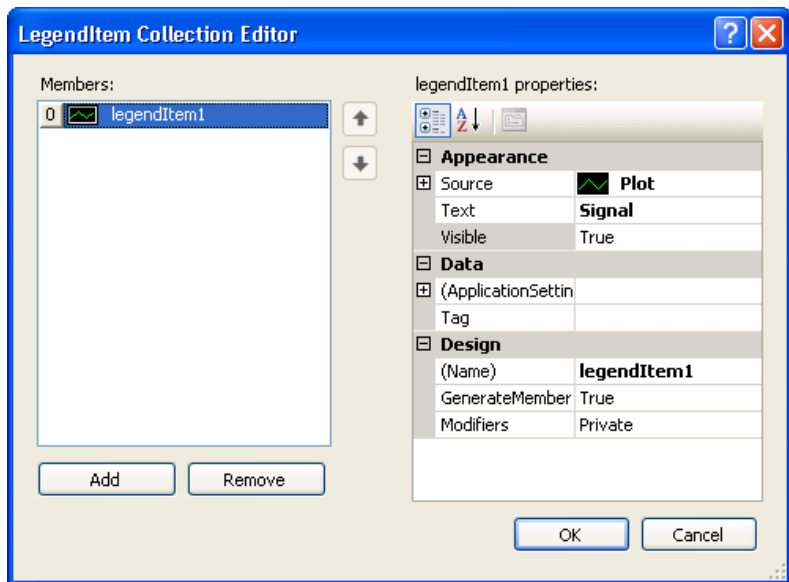 LegendItem Collection Editor
Members:
0 legendItem1
Add
Remove
legendItem1 properties:
A
Z
Appearance
Source Plot
Text Signal
Visible True
Data
(ApplicationSettin
Tag
Design
(Name) legendItem1
GenerateMember True
Modifiers Private
OK
Cancel